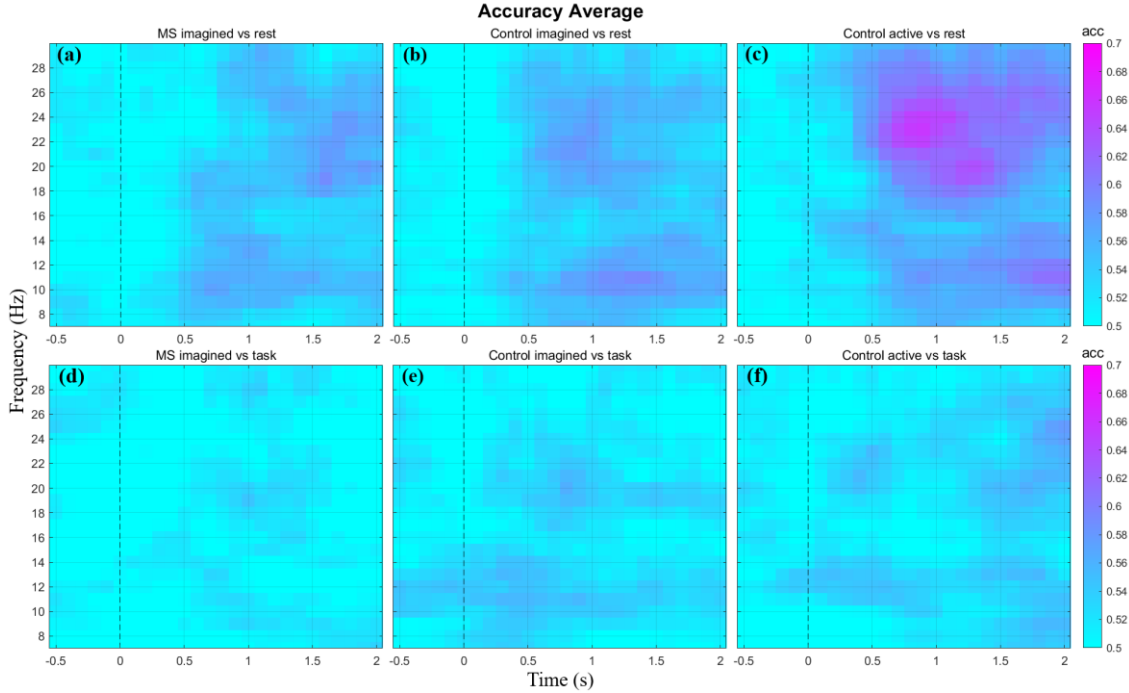 Accuracy Average
MS imagined vs rest
Control imagined vs rest
Control active vs rest
acc
(a)
(b)
(c)
28
26
24
22
20
18
16
14
12
10
8
0.7
0.68
0.66
0.64
0.62
0.6
0.58
0.56
0.54
0.52
0.5
-0.5 0 0.5 1 1.5 2
-0.5 0 0.5 1 1.5 2
-0.5 0 0.5 1 1.5 2
Frequency (Hz)
MS imagined vs task
Control imagined vs task
Control active vs task
acc
(d)
(e)
(f)
28
26
24
22
20
18
16
14
12
10
8
0.7
0.68
0.66
0.64
0.62
0.6
0.58
0.56
0.54
0.52
0.5
-0.5 0 0.5 1 1.5 2
-0.5 0 0.5 1 1.5 2
-0.5 0 0.5 1 1.5 2
Time (s)